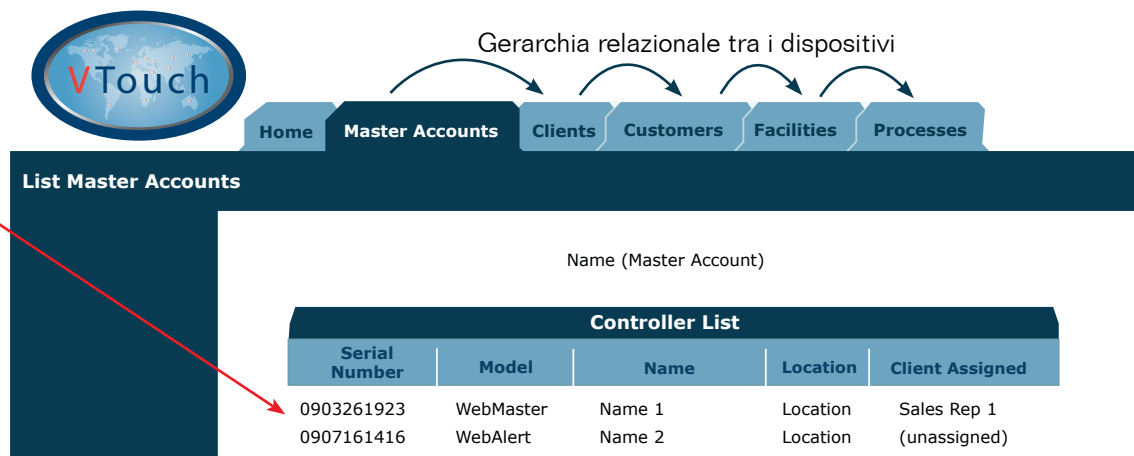 Gerarchia relazionale tra i dispositivi
VTouch
Home Master Accounts Clients Customers Facilities Processes
List Master Accounts
Name (Master Account)
Controller List
Serial Number Model Name Location Client Assigned
0903261923 WebMaster Name 1 Location Sales Rep 1
0907161416 WebAlert Name 2 Location (unassigned)